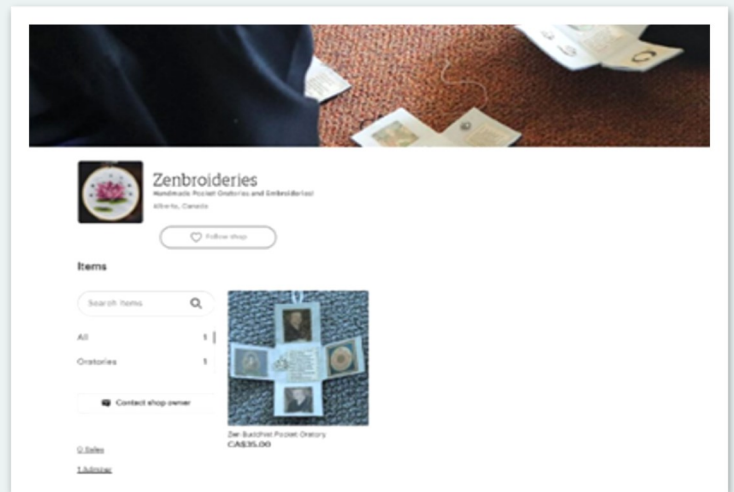 Zenbroideries
Handmade Pocket Oratories and Embroideries!
Alberta, Canada
Follow shop
Items
Search items
All 1
Oratories 1
Contact shop owner
Zen Buddhist Pocket Oratory
CA$35.00
0 Sales
1 Admirer